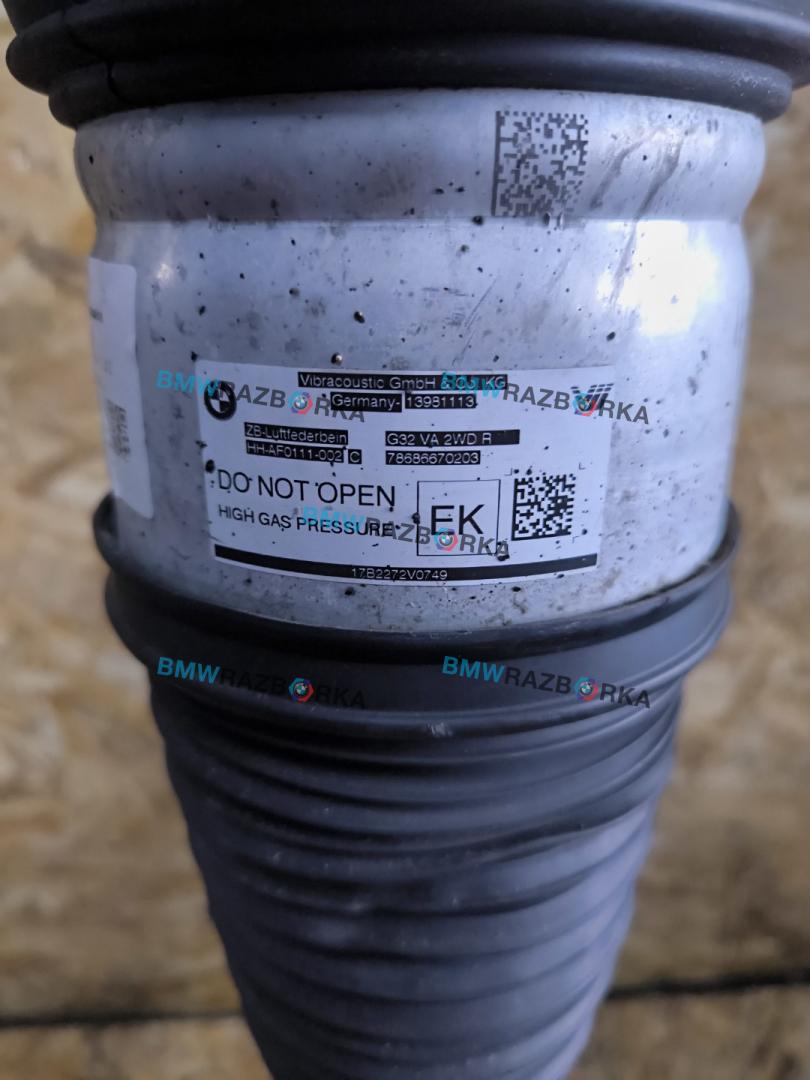 Vibracoustic GmbH & Co. KG
Germany 13981113
ZB-Luftfederbein G32 VA 2WD R
HH-AF0111-002 C 78686670203
DO NOT OPEN
HIGH GAS PRESSURE
EK
17B2272V0749
BMWRAZBORKA
BMWRAZBORKA
BMWRAZBORKA
BMWRAZBORKA
BMWRAZBORKA